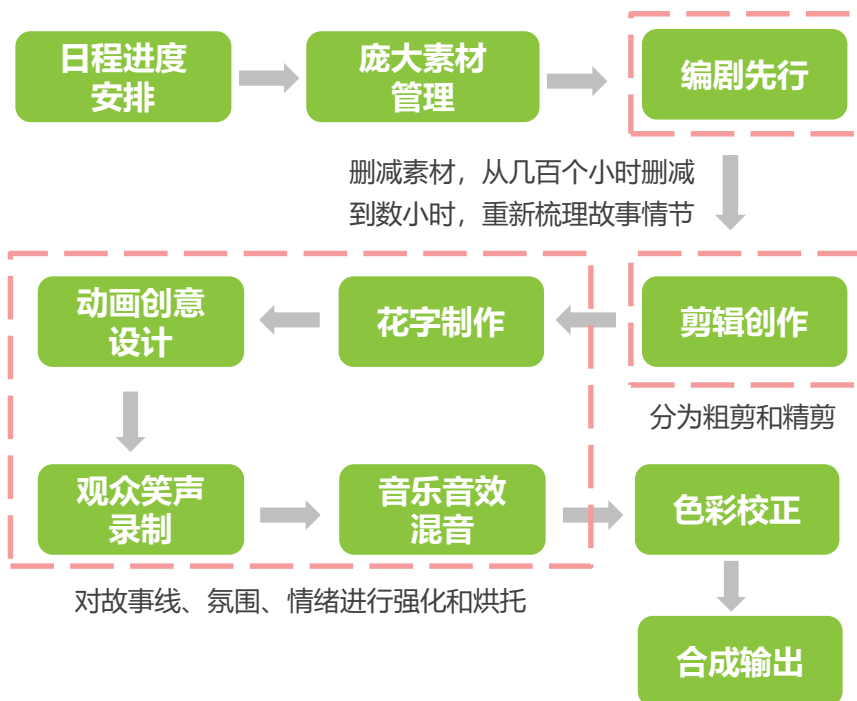 日程进度
安排
庞大素材
管理
编剧先行
删减素材，从几百个小时删减
到数小时，重新梳理故事情节
动画创意
设计
花字制作
剪辑创作
分为粗剪和精剪
观众笑声
录制
音乐音效
混音
色彩校正
对故事线、氛围、情绪进行强化和烘托
合成输出